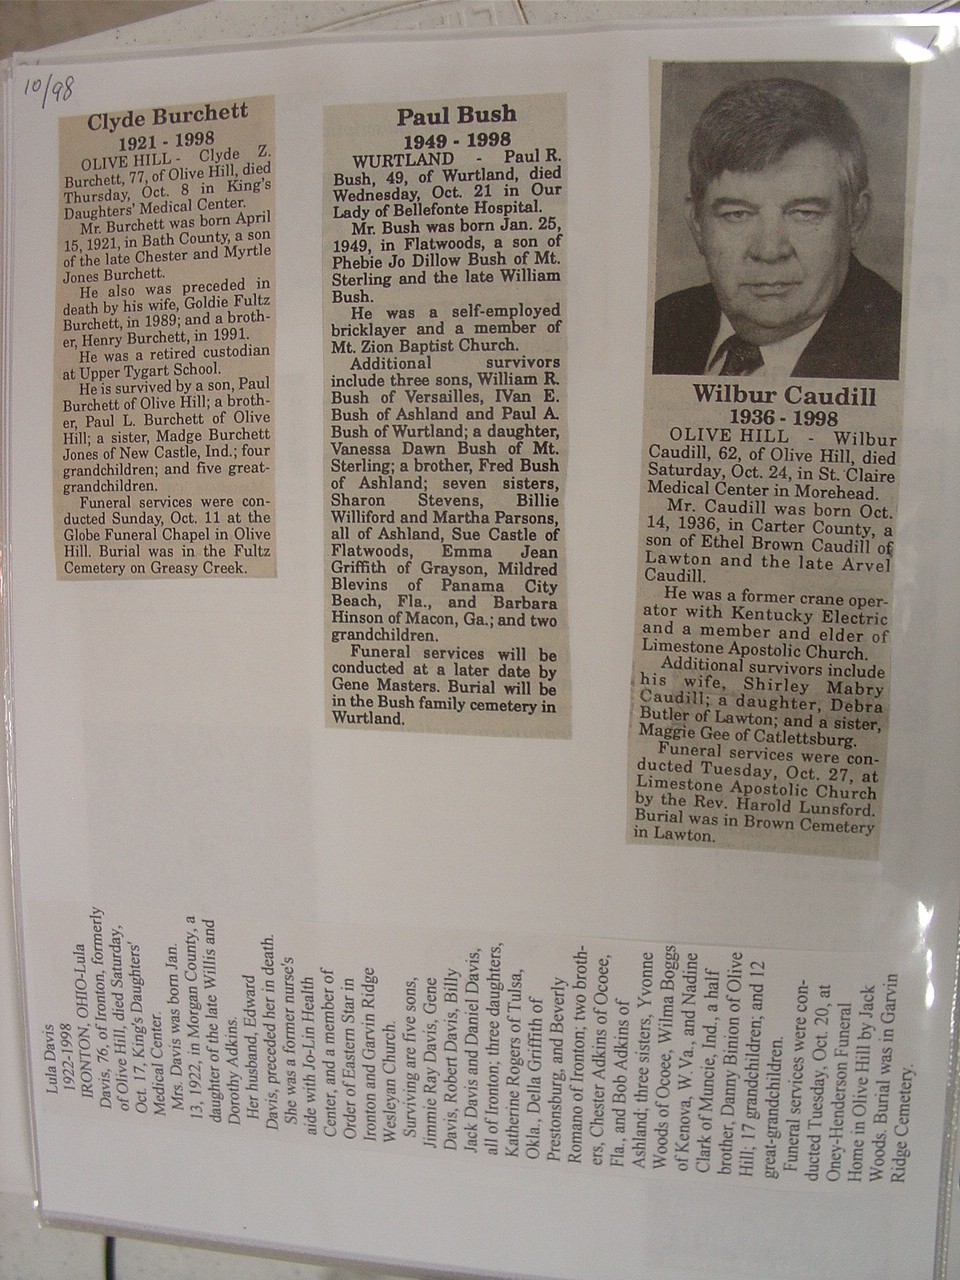 10/98
Clyde Burchett
1921 - 1998
OLIVE HILL - Clyde Z.
Burchett, 77, of Olive Hill, died
Thursday, Oct. 8 in King's
Daughters' Medical Center.
Mr. Burchett was born April
15, 1921, in Bath County, a son
of the late Chester and Myrtle
Jones Burchett.
He also was preceded in
death by his wife, Goldie Fultz
Burchett, in 1989; and a broth-
er, Henry Burchett, in 1991.
He was a retired custodian
at Upper Tygart School.
He is survived by a son, Paul
Burchett of Olive Hill; a broth-
er, Paul L. Burchett of Olive
Hill; a sister, Madge Burchett
Jones of New Castle, Ind.; four
grandchildren; and five great-
grandchildren.
Funeral services were con-
ducted Sunday, Oct. 11 at the
Globe Funeral Chapel in Olive
Hill. Burial was in the Fultz
Cemetery on Greasy Creek.
Paul Bush
1949 - 1998
WURTLAND - Paul R.
Bush, 49, of Wurtland, died
Wednesday, Oct. 21 in Our
Lady of Bellefonte Hospital.
Mr. Bush was born Jan. 25,
1949, in Flatwoods, a son of
Phebie Jo Dillow Bush of Mt.
Sterling and the late William
Bush.
He was a self-employed
bricklayer and a member of
Mt. Zion Baptist Church.
Additional survivors
include three sons, William R.
Bush of Versailles, IVan E.
Bush of Ashland and Paul A.
Bush of Wurtland; a daughter,
Vanessa Dawn Bush of Mt.
Sterling; a brother, Fred Bush
of Ashland; seven sisters,
Sharon Stevens, Billie
Williford and Martha Parsons,
all of Ashland, Sue Castle of
Flatwoods, Emma Jean
Griffith of Grayson, Mildred
Blevins of Panama City
Beach, Fla., and Barbara
Hinson of Macon, Ga.; and two
grandchildren.
Funeral services will be
conducted at a later date by
Gene Masters. Burial will be
in the Bush family cemetery in
Wurtland.
Wilbur Caudill
1936 - 1998
OLIVE HILL - Wilbur
Caudill, 62, of Olive Hill, died
Saturday, Oct. 24, in St. Claire
Medical Center in Morehead.
Mr. Caudill was born Oct.
14, 1936, in Carter County, a
son of Ethel Brown Caudill of
Lawton and the late Arvel
Caudill.
He was a former crane oper-
ator with Kentucky Electric
and a member and elder of
Limestone Apostolic Church.
Additional survivors include
his wife, Shirley Mabry
Caudill; a daughter, Debra
Butler of Lawton; and a sister,
Maggie Gee of Catlettsburg.
Funeral services were con-
ducted Tuesday, Oct. 27, at
Limestone Apostolic Church
by the Rev. Harold Lunsford.
Burial was in Brown Cemetery
in Lawton.
Lula Davis
1922-1998
IRONTON, OHIO-Lula
Davis, 76, of Ironton, formerly
of Olive Hill, died Saturday,
Oct. 17, King's Daughters'
Medical Center.
Mrs. Davis was born Jan.
13, 1922, in Morgan County, a
daughter of the late Willis and
Dorothy Adkins.
Her husband, Edward
Davis, preceded her in death.
She was a former nurse's
aide with Jo-Lin Health
Center, and a member of
Order of Eastern Star in
Ironton and Garvin Ridge
Wesleyan Church.
Surviving are five sons,
Jimmie Ray Davis, Gene
Davis, Robert Davis, Billy
Jack Davis and Daniel Davis,
all of Ironton; three daughters,
Katherine Rogers of Tulsa,
Okla., Della Griffith of
Prestonsburg, and Beverly
Romano of Ironton; two broth-
ers, Chester Adkins of Ocoee,
Fla., and Bob Adkins of
Ashland; three sisters, Yvonne
Woods of Ocoee, Wilma Boggs
of Kenova, W. Va., and Nadine
Clark of Muncie, Ind., a half
brother, Danny Binion of Olive
Hill; 17 grandchildren; and 12
great-grandchildren.
Funeral services were con-
ducted Tuesday, Oct. 20, at
Oney-Henderson Funeral
Home in Olive Hill by Jack
Woods. Burial was in Garvin
Ridge Cemetery.